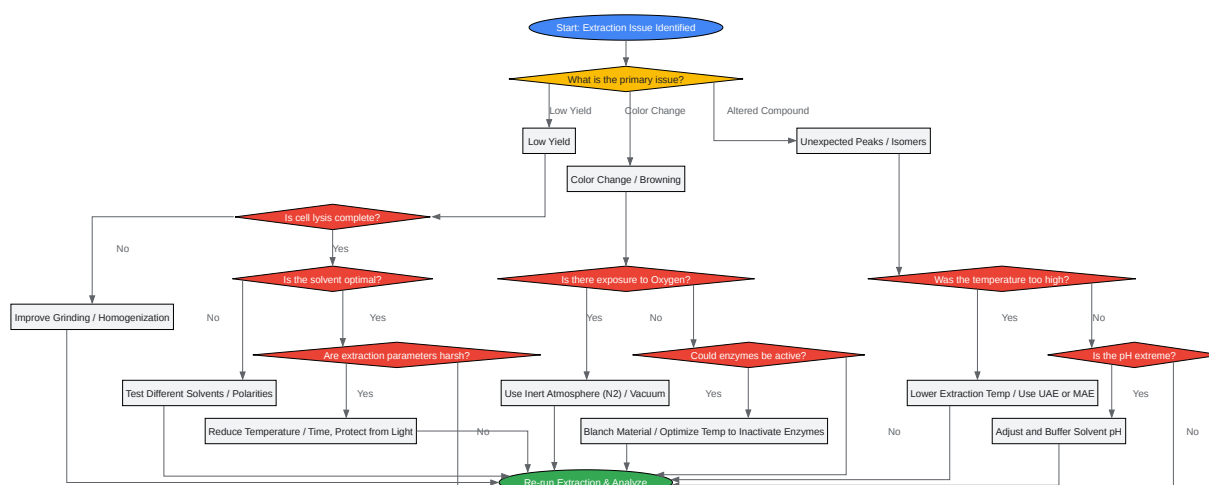 Start: Extraction Issue Identified
What is the primary issue?
Low Yield
Color Change
Altered Compound
Low Yield
Unexpected Peaks / Isomers
Color Change / Browning
Is cell lysis complete?
No
Yes
Is the solvent optimal?
Is there exposure to Oxygen?
Was the temperature too high?
Improve Grinding / Homogenization
No
Yes
Yes
No
Yes
No
Are extraction parameters harsh?
Could enzymes be active?
Is the pH extreme?
Test Different Solvents / Polarities
Yes
Use Inert Atmosphere (N2) / Vacuum
Yes
Lower Extraction Temp / Use UAE or MAE
Yes
Reduce Temperature / Time, Protect from Light
No
Blanch Material / Optimize Temp to Inactivate Enzymes
No
Adjust and Buffer Solvent pH
No
Re-run Extraction & Analyze